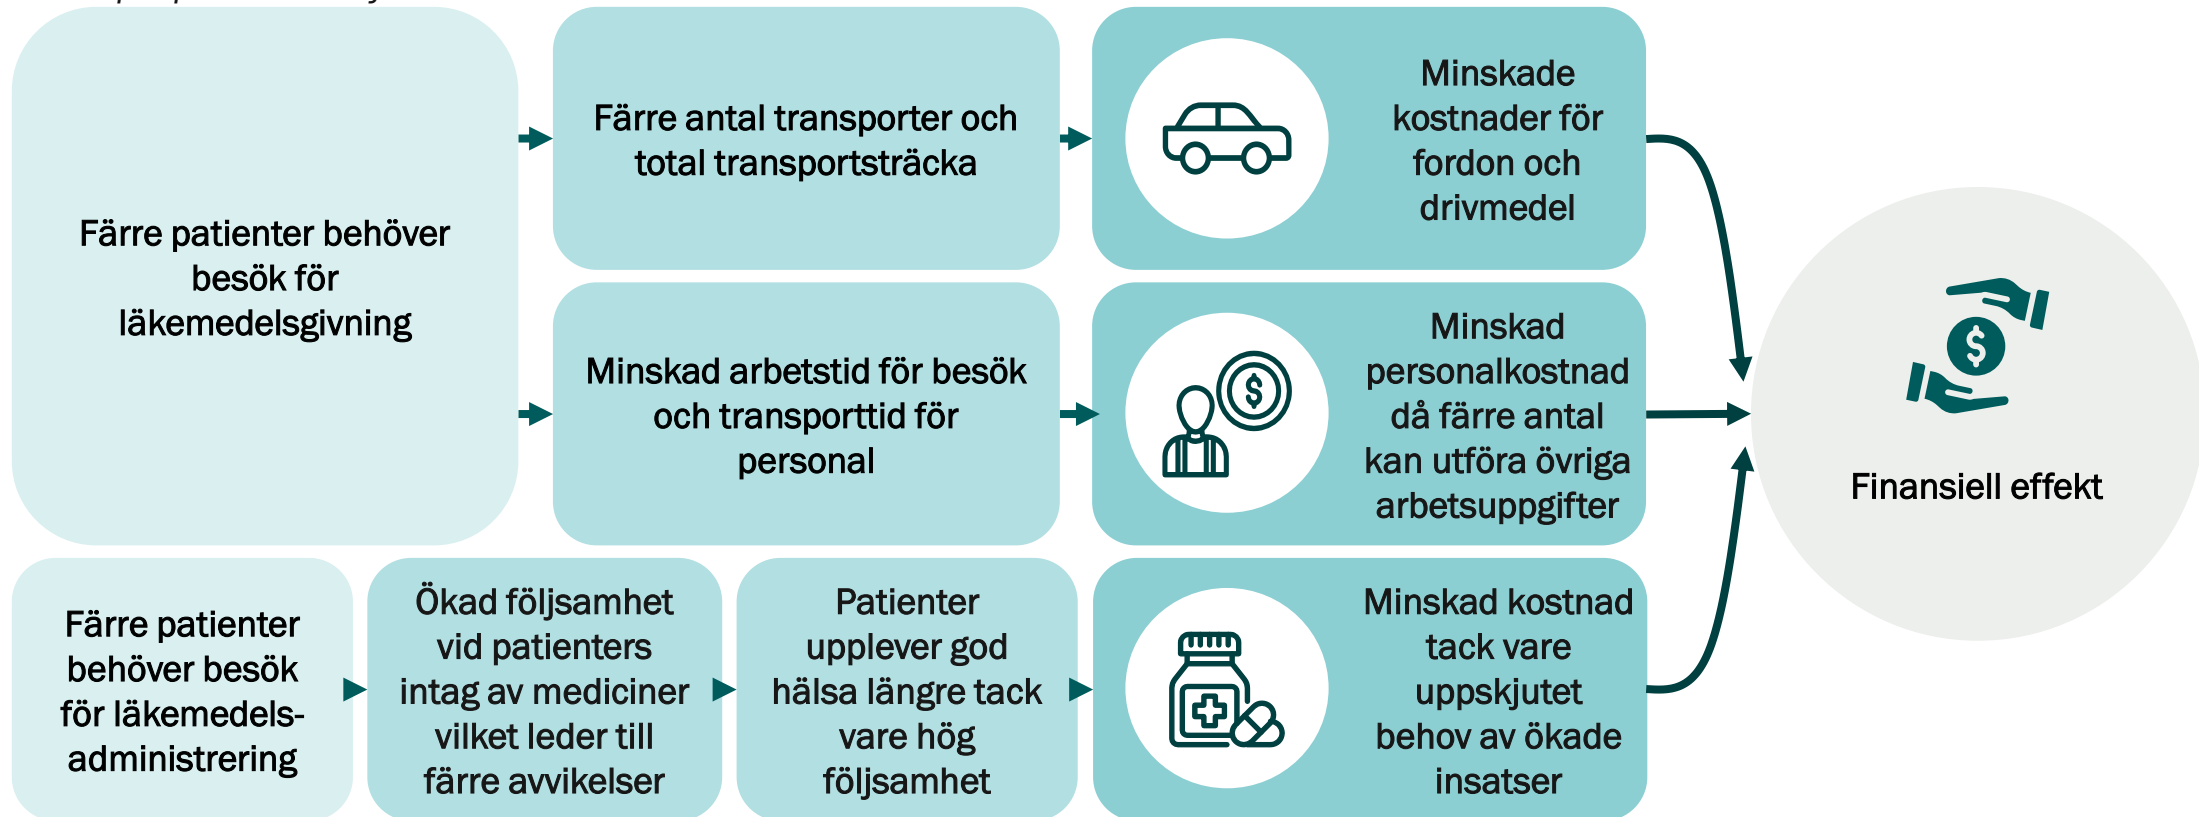 Färre patienter behöver
besök för
läkemedelsgivning
Färre antal transporter och
total transportsträcka
Minskade
kostnader för
fordon och
drivmedel
Minskad arbetstid för besök
och transporttid för
personal
$
Minskad
personalkostnad
då färre antal
kan utföra övriga
arbetsuppgifter
Färre patienter
behöver besök
för läkemedels-
administrering
Ökad följsamhet
vid patienters
intag av mediciner
vilket leder till
färre avvikelser
Patienter
upplever god
hälsa längre tack
vare hög
följsamhet
Minskad kostnad
tack vare
uppskjutet
behov av ökade
insatser
$
Finansiell effekt